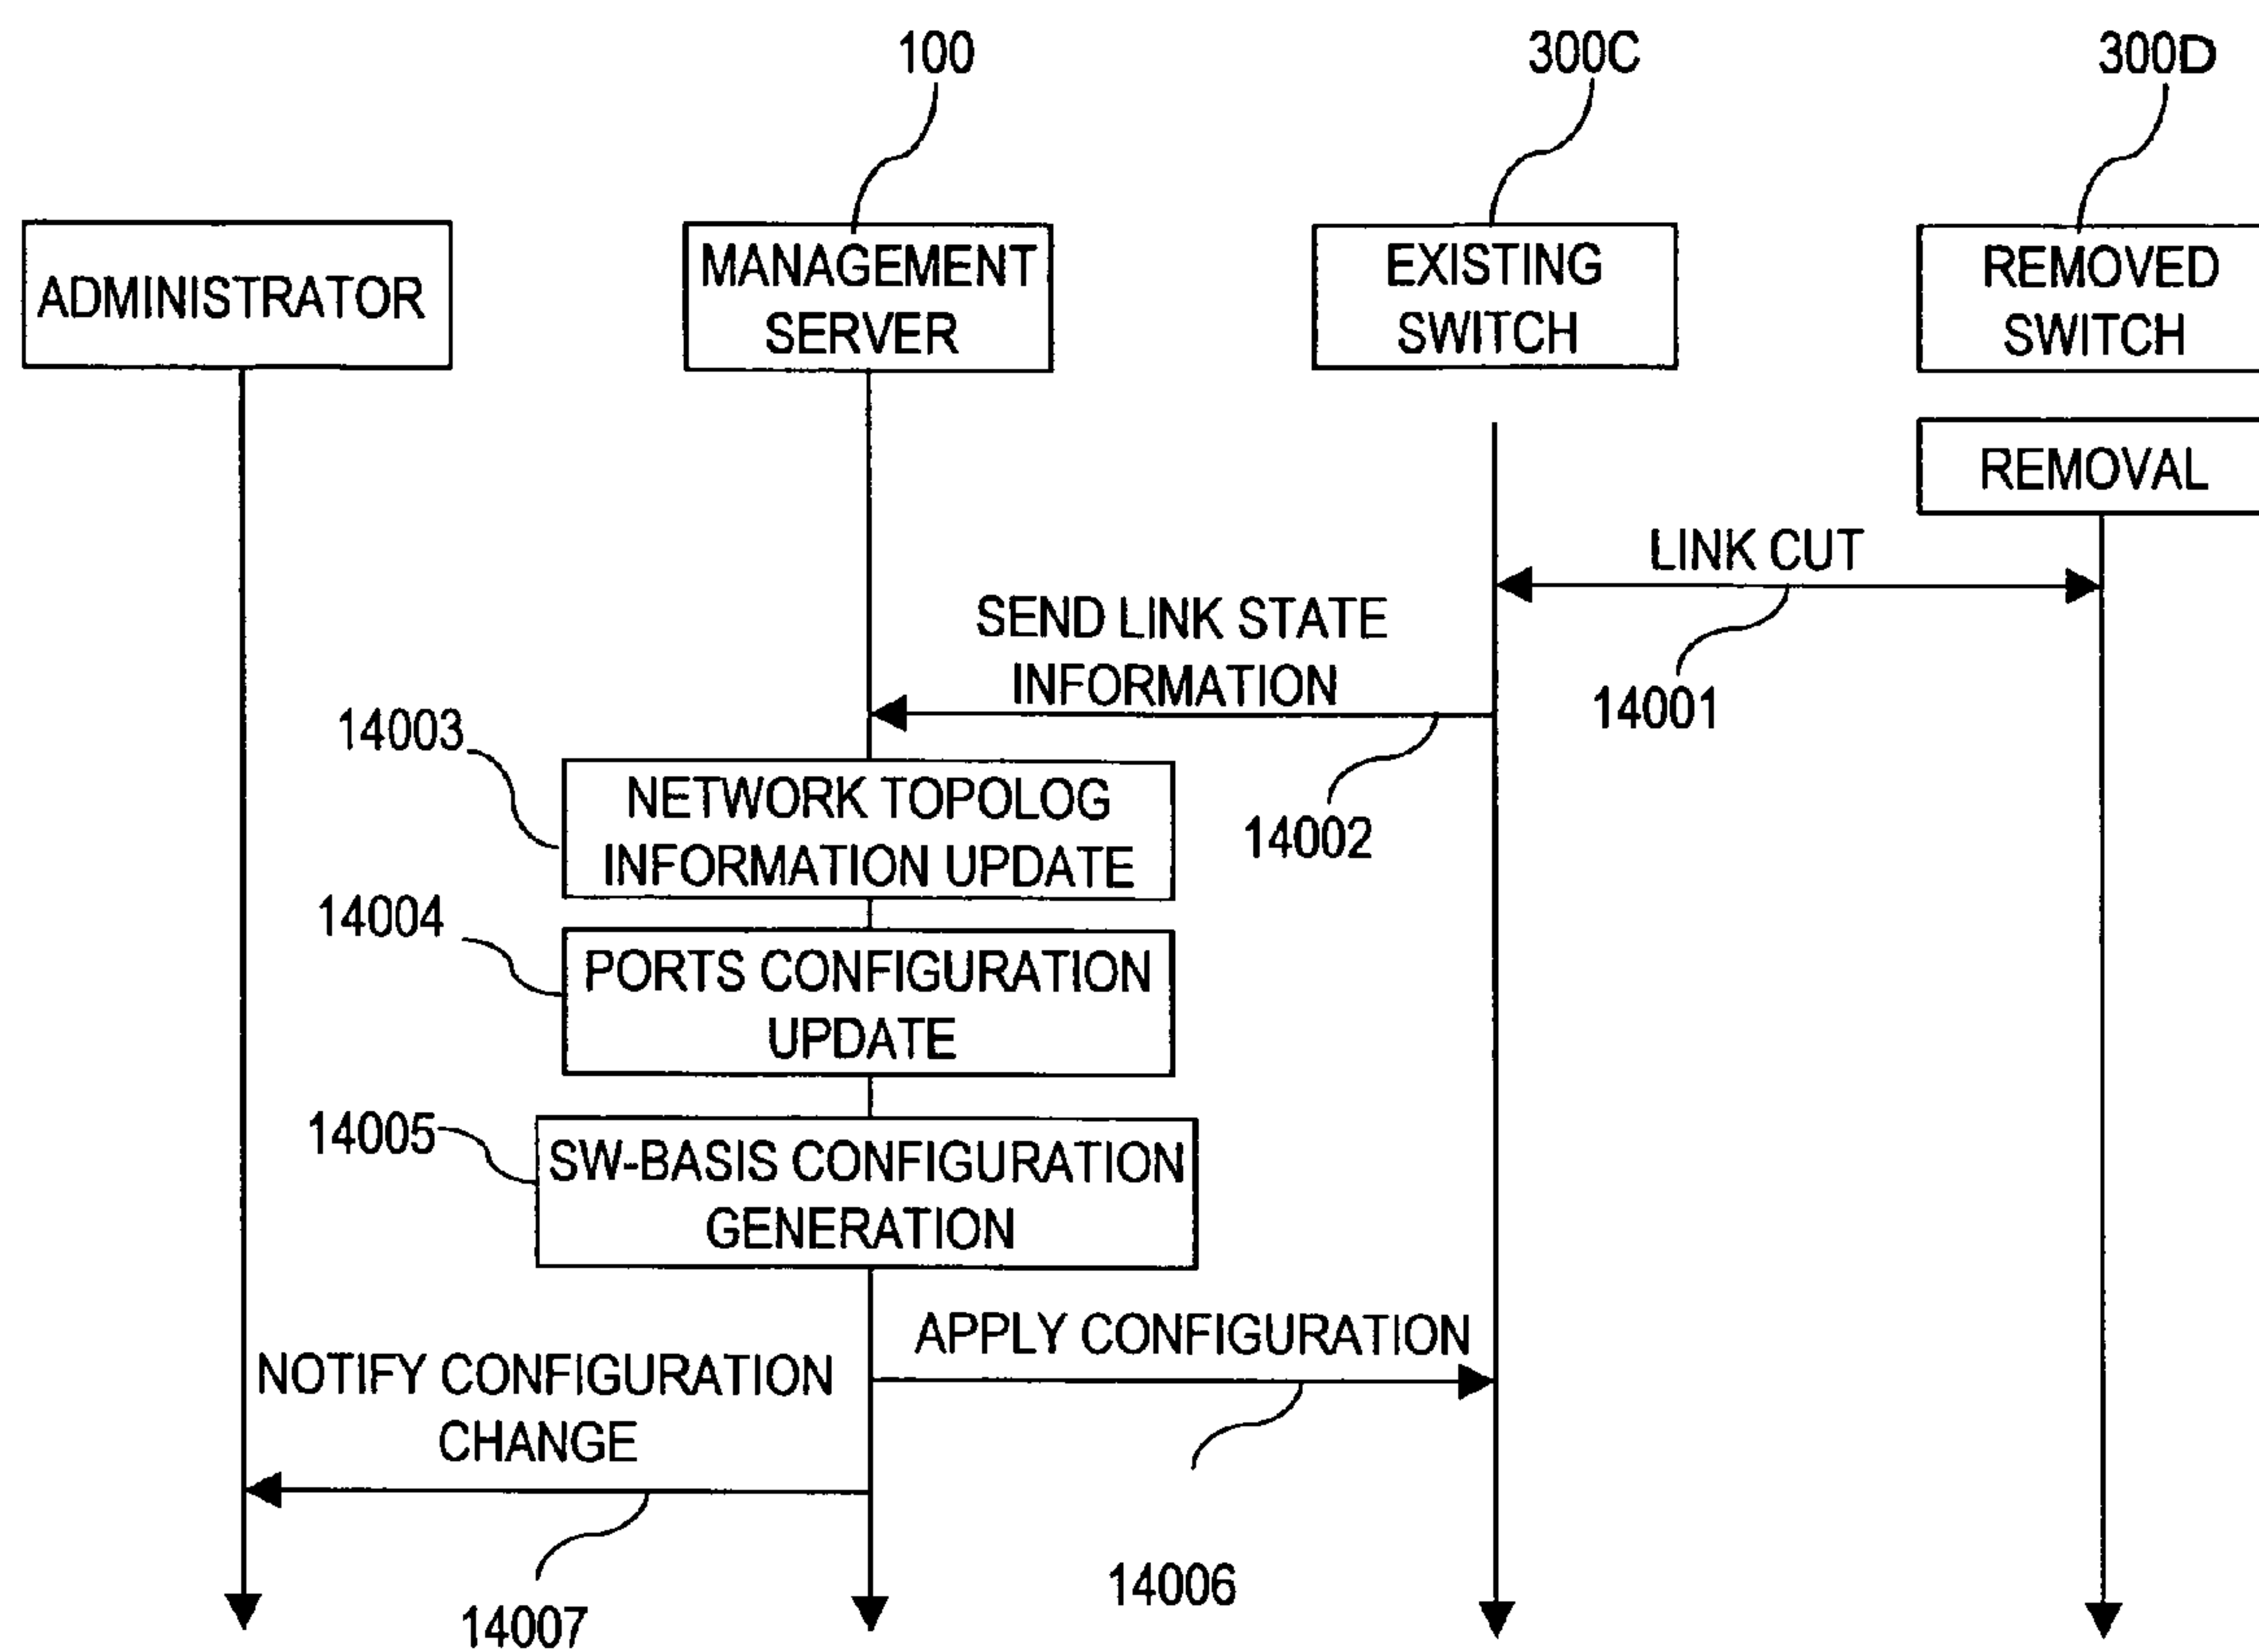 100
300C
300D
ADMINISTRATOR
MANAGEMENT
SERVER
EXISTING
SWITCH
REMOVED
SWITCH
REMOVAL
LINK CUT
14001
SEND LINK STATE
INFORMATION
14002
14003
NETWORK TOPOLOG
INFORMATION UPDATE
14004
PORTS CONFIGURATION
UPDATE
14005
SW-BASIS CONFIGURATION
GENERATION
APPLY CONFIGURATION
14006
NOTIFY CONFIGURATION
CHANGE
14007